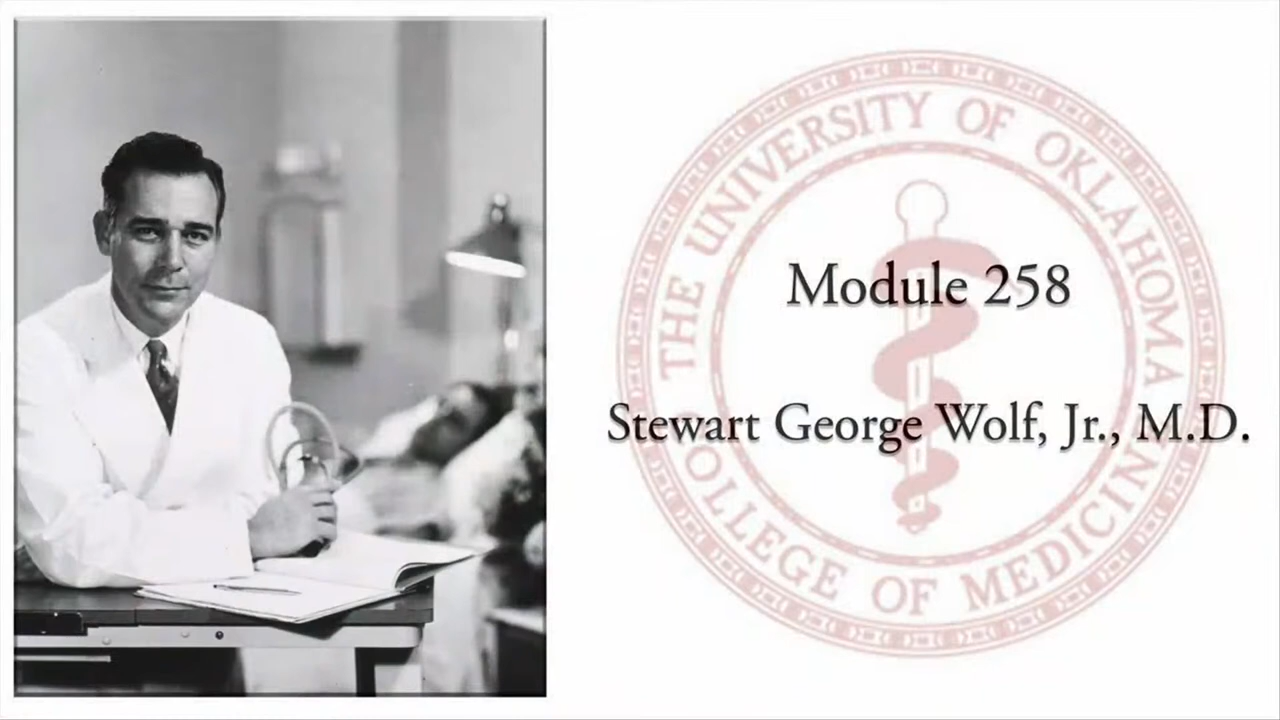 THE UNIVERSITY OF OKLAHOMA
Module 258
Stewart George Wolf, Jr., M.D.
COLLEGE OF MEDICINE